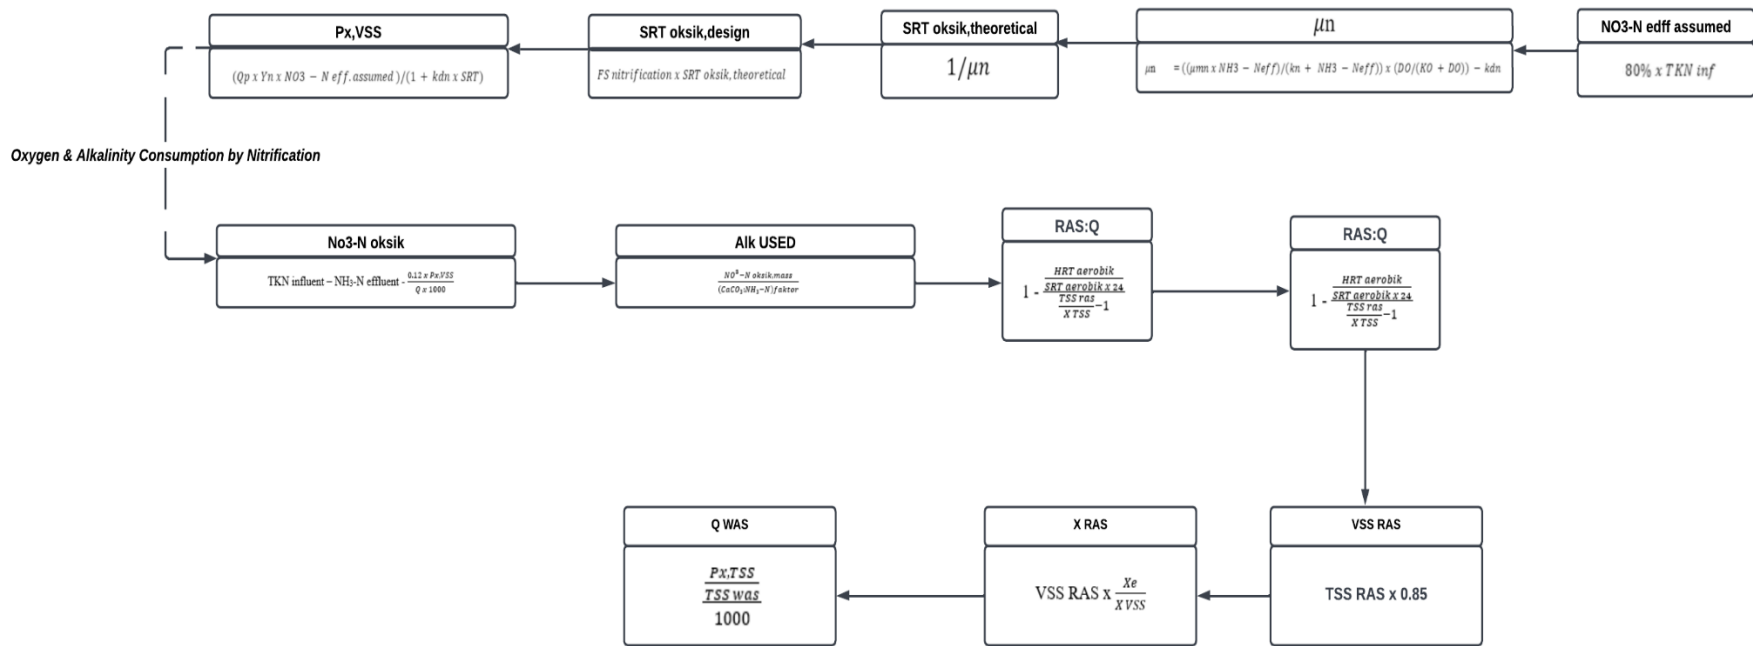 Px,VSS
(Qp x Yn x NO3 − N eff.assumed )/(1 + kdn x SRT)
SRT oksik,design
FS nitrification x SRT oksik,theoretical
SRT oksik,theoretical
1/μn
μn
μn = ((μmn x NH3 − Neff)/(kn + NH3 − Neff)) x (DO/(KO + DO)) − kdn
NO3-N edff assumed
80% x TKN inf
Oxygen & Alkalinity Consumption by Nitrification
No3-N oksik
TKN influent – NH₃-N effluent - 0.12 x Px.VSS
Q x 1000
Alk USED
NO³−N oksik.mass
(CaCO₃:NH₃−N)faktor
RAS:Q
HRT aerobik
1 - SRT aerobik x 24
TSS ras
X TSS −1
RAS:Q
HRT aerobik
1 - SRT aerobik x 24
TSS ras
X TSS −1
VSS RAS
TSS RAS x 0.85
X RAS
VSS RAS x Xe
X VSS
Q WAS
Px,TSS
TSS was
1000